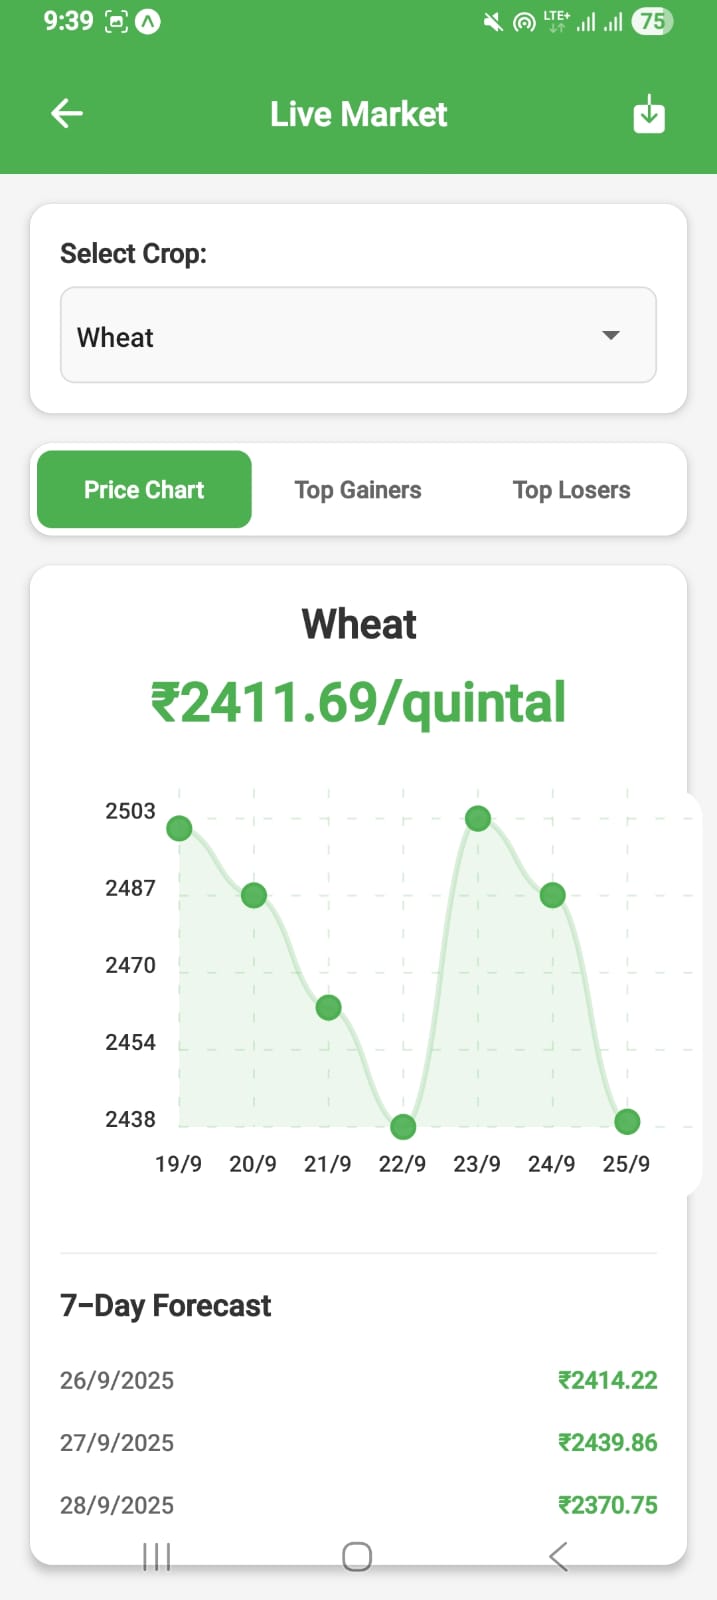 9:39 LTE+ 75
Live Market
Select Crop:
Wheat
Price Chart Top Gainers Top Losers
Wheat
₹2411.69/quintal
2503
2487
2470
2454
2438
19/9 20/9 21/9 22/9 23/9 24/9 25/9
7-Day Forecast
26/9/2025 ₹2414.22
27/9/2025 ₹2439.86
28/9/2025 ₹2370.75